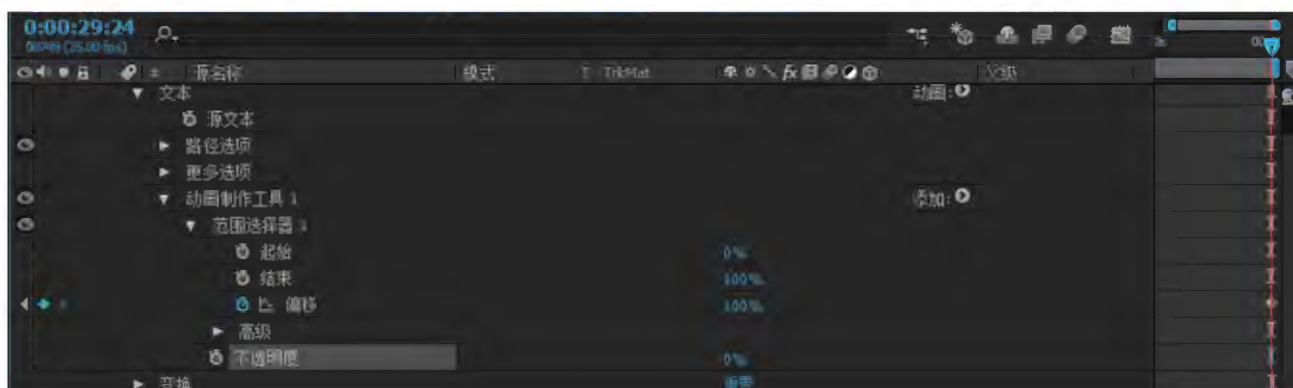 0:00:29:24
00749 (25.00 fps)
# 源名称 模式 T TrkMat 父级
文本 动画:
源文本
路径选项
更多选项
动画制作工具 1 添加:
范围选择器 1
起始 0%
结束 100%
偏移 100%
高级
不透明度 0%
变换 重置